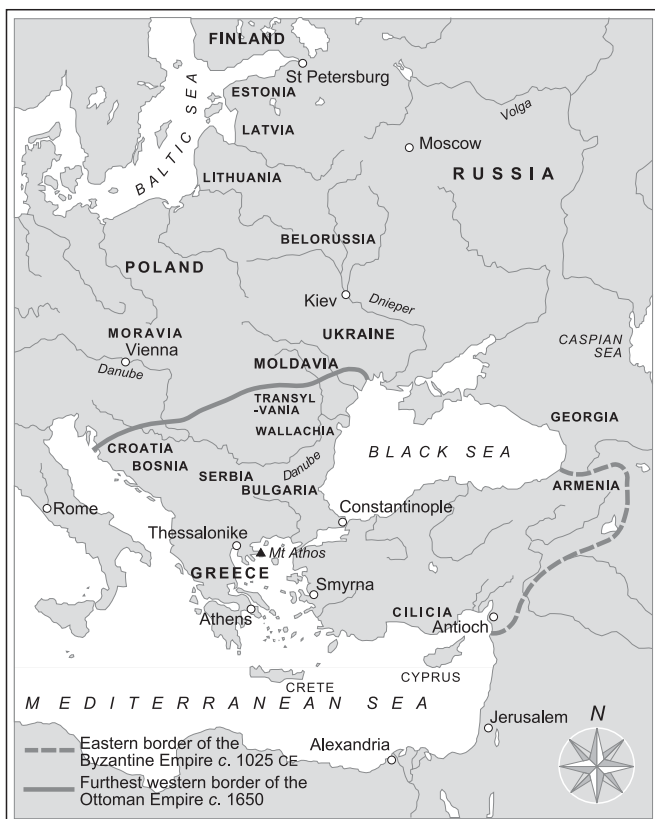 FINLAND
St Petersburg
ESTONIA
BALTIC SEA
LATVIA
Volga
Moscow
RUSSIA
LITHUANIA
BELORUSSIA
POLAND
Kiev
Dnieper
MORAVIA
Vienna
Danube
UKRAINE
CASPIAN
SEA
MOLDAVIA
TRANSYL
-VANIA
WALLACHIA
GEORGIA
CROATIA
BOSNIA
BLACK SEA
SERBIA
Danube
BULGARIA
ARMENIA
Rome
Constantinople
Thessalonike
Mt Athos
GREECE
Smyrna
Athens
CILICIA
Antioch
CRETE
CYPRUS
MEDITERRANEAN SEA
Jerusalem
N
Alexandria
Eastern border of the
Byzantine Empire c. 1025 CE
Furthest western border of the
Ottoman Empire c. 1650